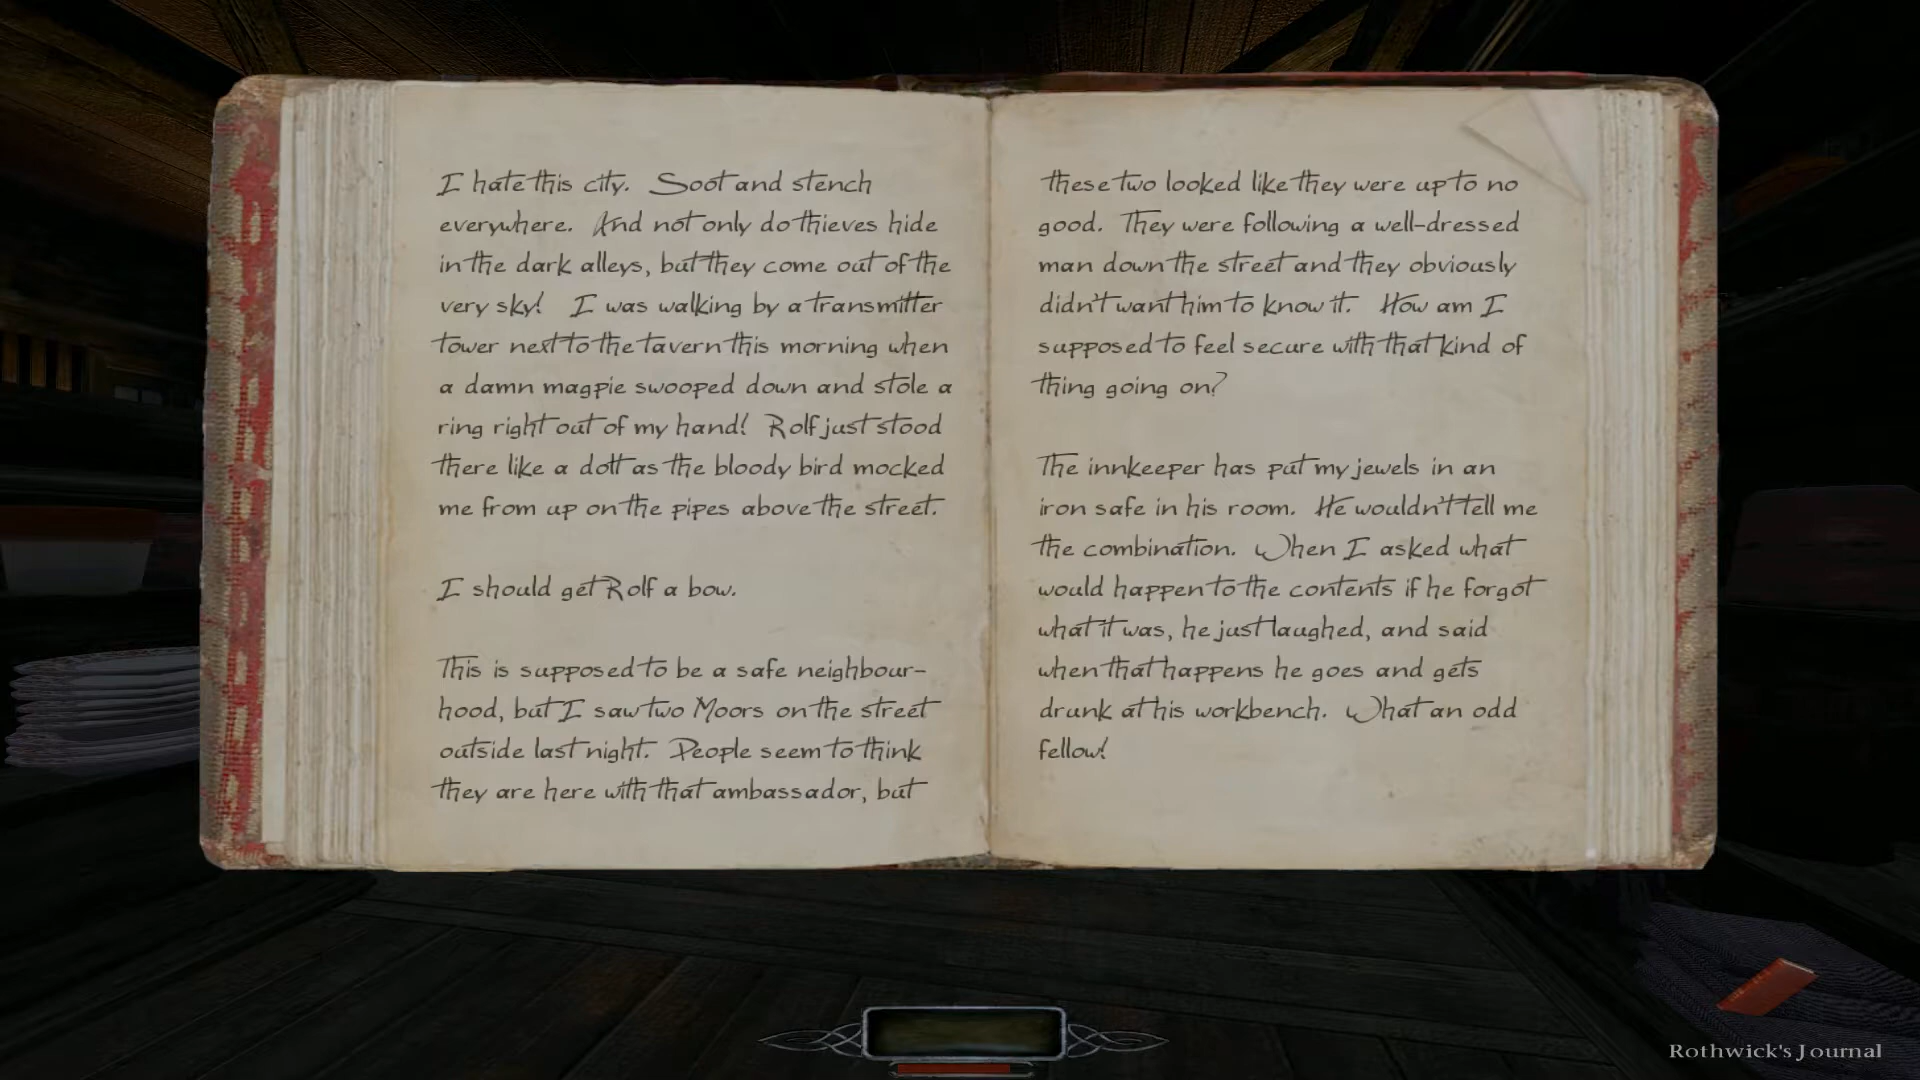 I hate this city. Soot and stench
everywhere. And not only do thieves hide
in the dark alleys, but they come out of the
very sky! I was walking by a transmitter
tower next to the tavern this morning when
a damn magpie swooped down and stole a
ring right out of my hand! Rolf just stood
there like a dolt as the bloody bird mocked
me from up on the pipes above the street.
I should get Rolf a bow.
This is supposed to be a safe neighbour-
hood, but I saw two Moors on the street
outside last night. People seem to think
they are here with that ambassador, but
these two looked like they were up to no
good. They were following a well-dressed
man down the street and they obviously
didn't want him to know it. How am I
supposed to feel secure with that kind of
thing going on?
The innkeeper has put my jewels in an
iron safe in his room. He wouldn't tell me
the combination. When I asked what
would happen to the contents if he forgot
what it was, he just laughed, and said
when that happens he goes and gets
drunk at his workbench. What an odd
fellow!
Rothwick's Journal